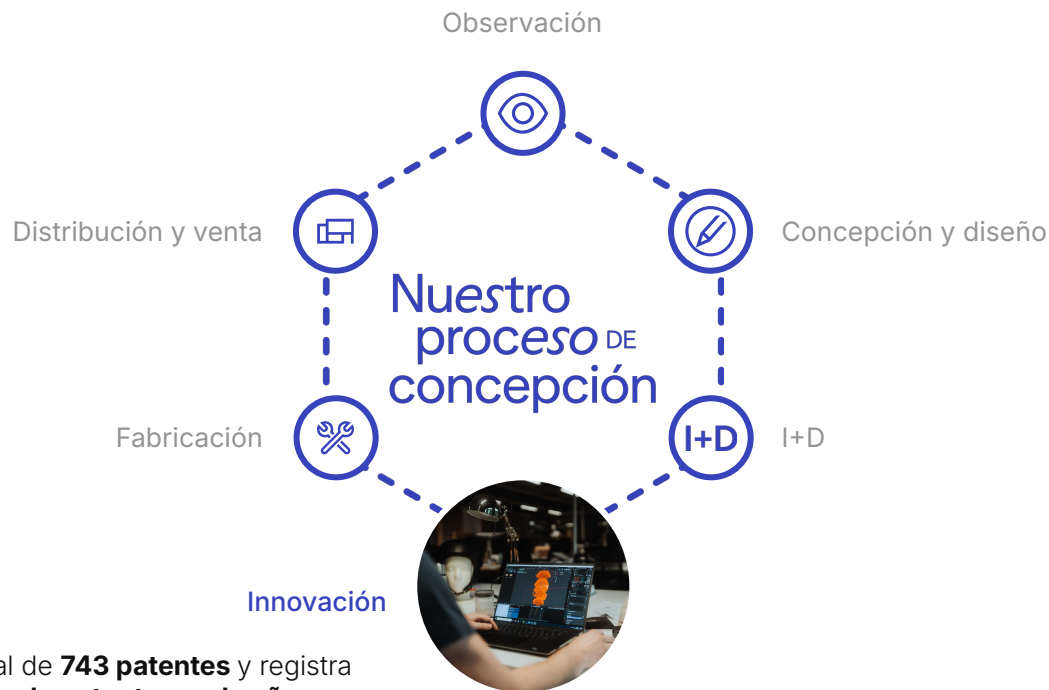 Observación
Distribución y venta
Concepción y diseño
Nuestro
proceso DE
concepción
Fabricación
I+D
I+D
Innovación
al de 743 patentes y registra